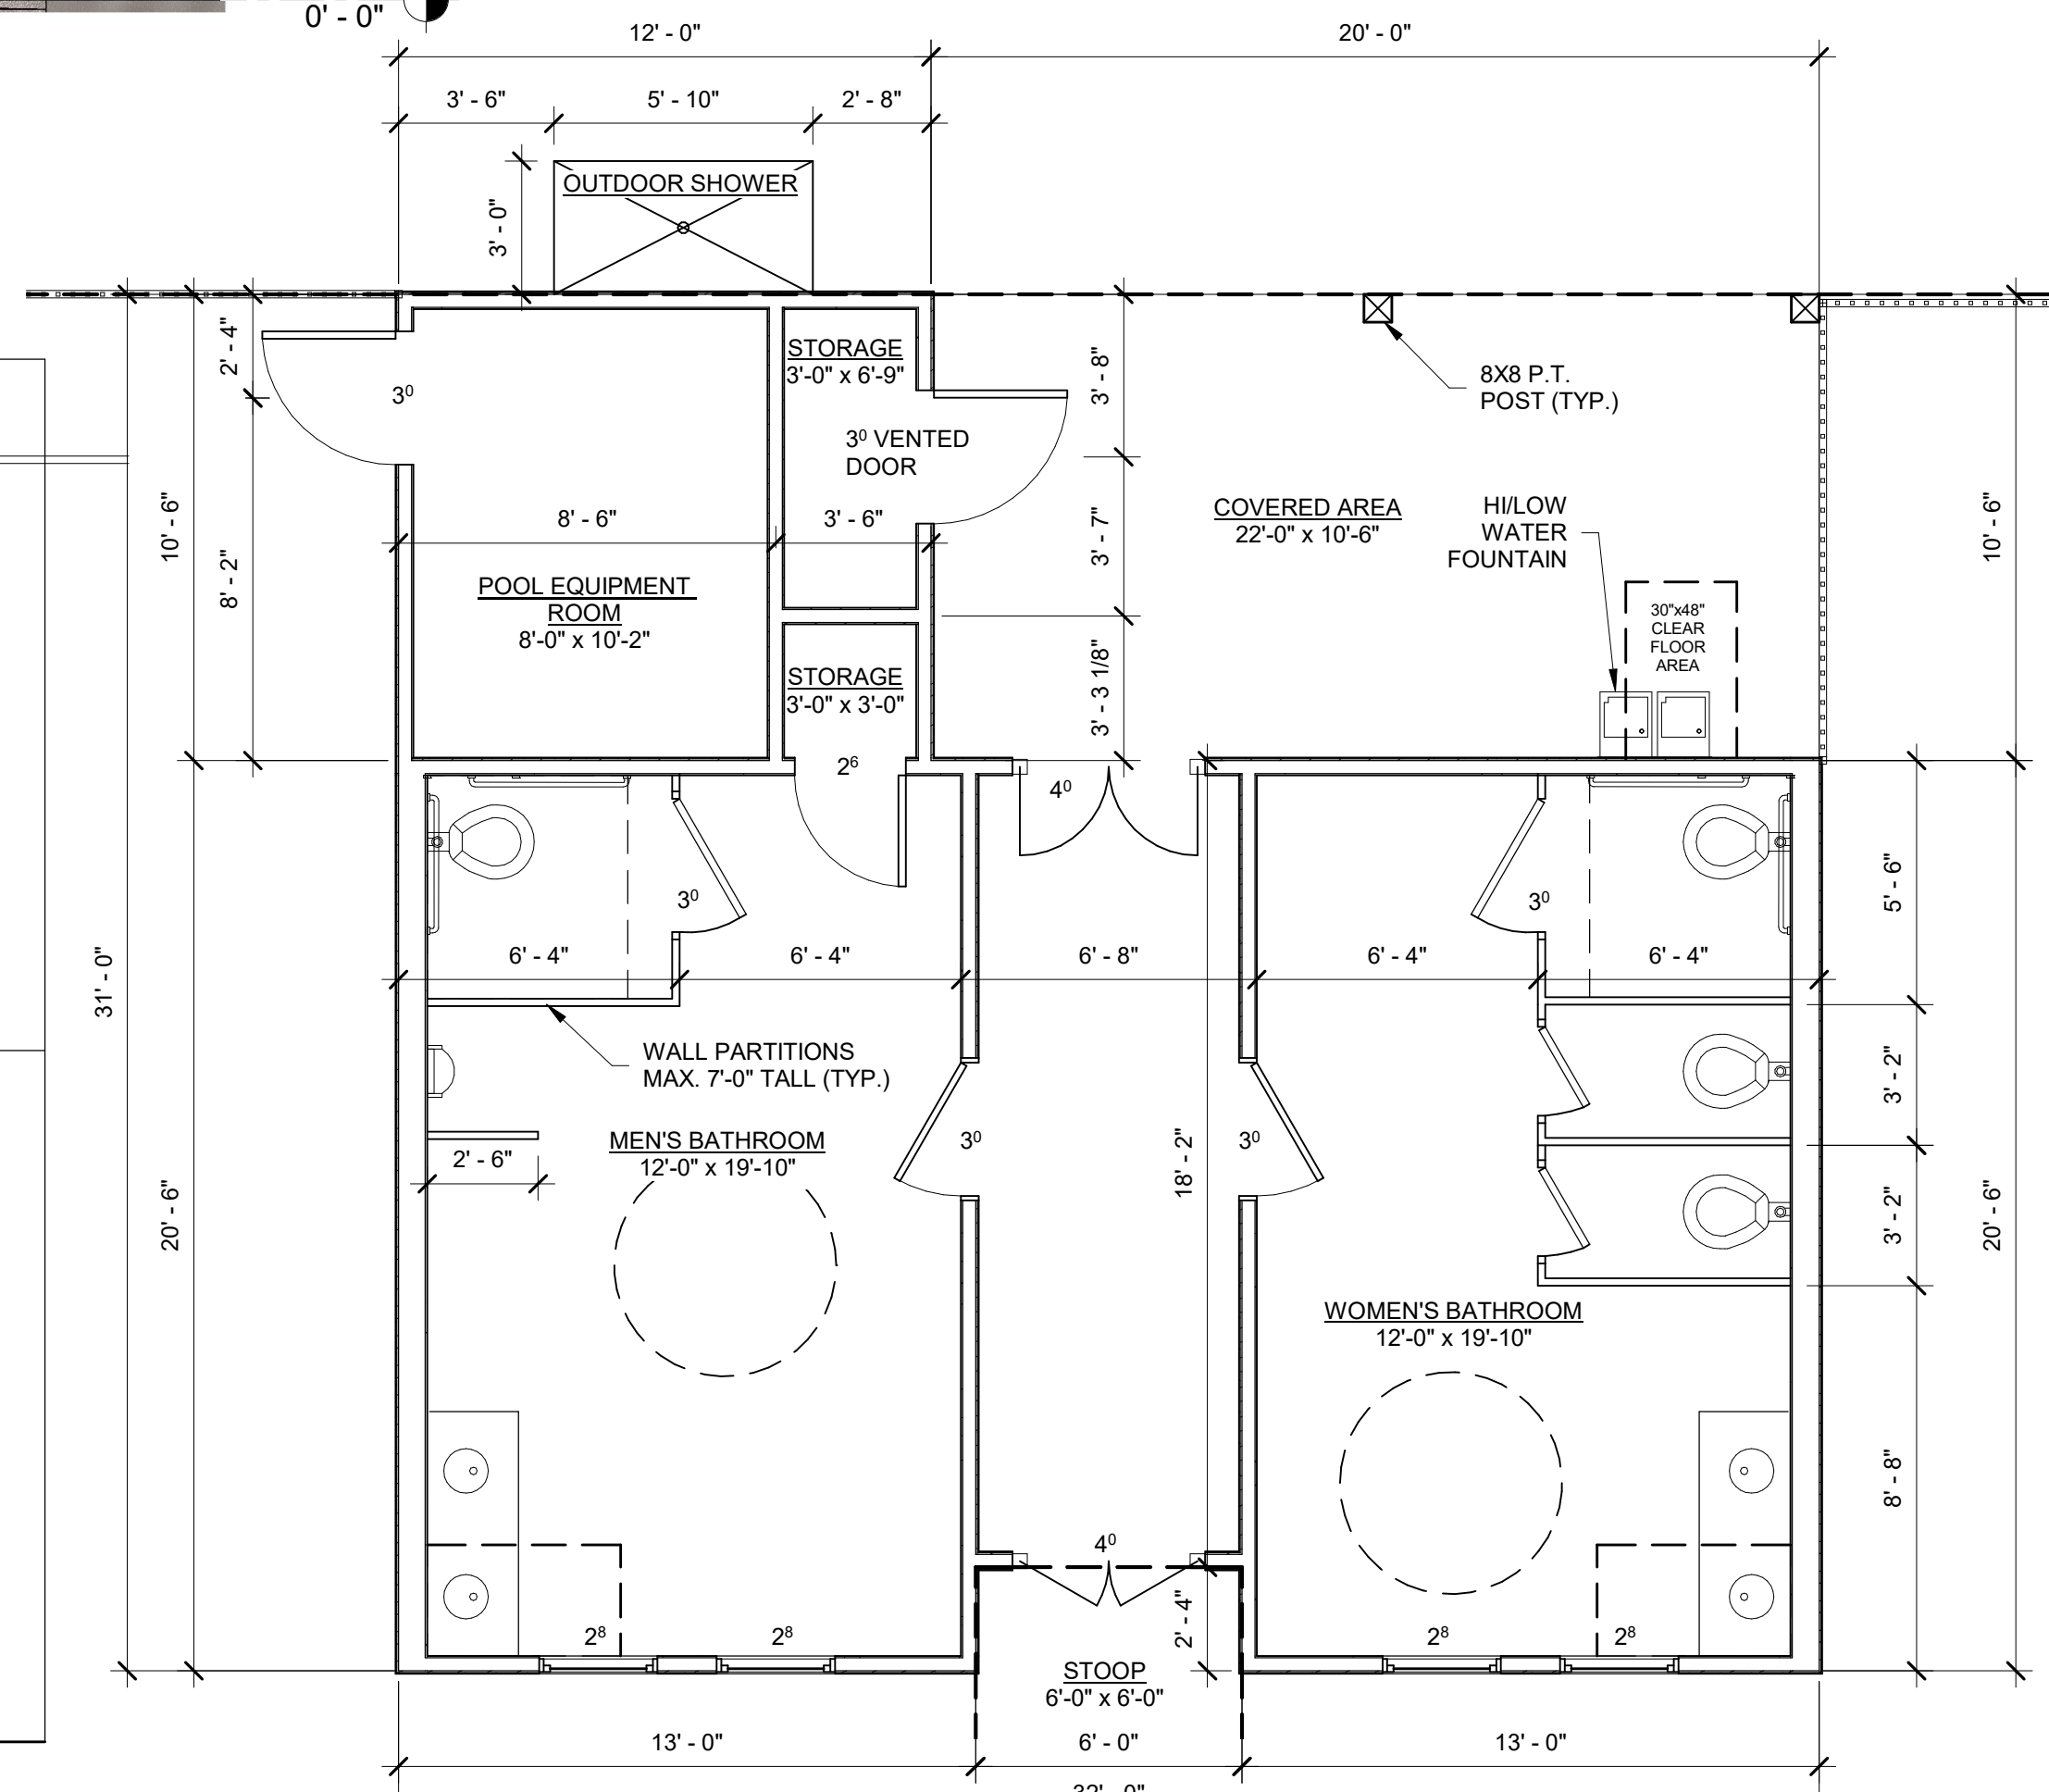 0' - 0"
12' - 0"
20' - 0"
3' - 6"
5' - 10"
2' - 8"
OUTDOOR SHOWER
3' - 0"
2' - 4"
3⁰
STORAGE
3'-0" x 6'-9"
3' - 8"
8X8 P.T.
POST (TYP.)
3⁰ VENTED
DOOR
10' - 6"
8' - 2"
8' - 6"
3' - 6"
3' - 7"
COVERED AREA
22'-0" x 10'-6"
HI/LOW
WATER
FOUNTAIN
10' - 6"
POOL EQUIPMENT
ROOM
8'-0" x 10'-2"
30"x48"
CLEAR
FLOOR
AREA
STORAGE
3'-0" x 3'-0"
3' - 3 1/8"
2⁶
4⁰
3⁰
3⁰
5' - 6"
31' - 0"
6' - 4"
6' - 4"
6' - 8"
6' - 4"
6' - 4"
WALL PARTITIONS
MAX. 7'-0" TALL (TYP.)
3' - 2"
MEN'S BATHROOM
12'-0" x 19'-10"
2' - 6"
3⁰
18' - 2"
3⁰
3' - 2"
20' - 6"
20' - 6"
WOMEN'S BATHROOM
12'-0" x 19'-10"
8' - 8"
4⁰
2' - 4"
2⁸
2⁸
2⁸
2⁸
STOOP
6'-0" x 6'-0"
13' - 0"
6' - 0"
13' - 0"
32' - 0"